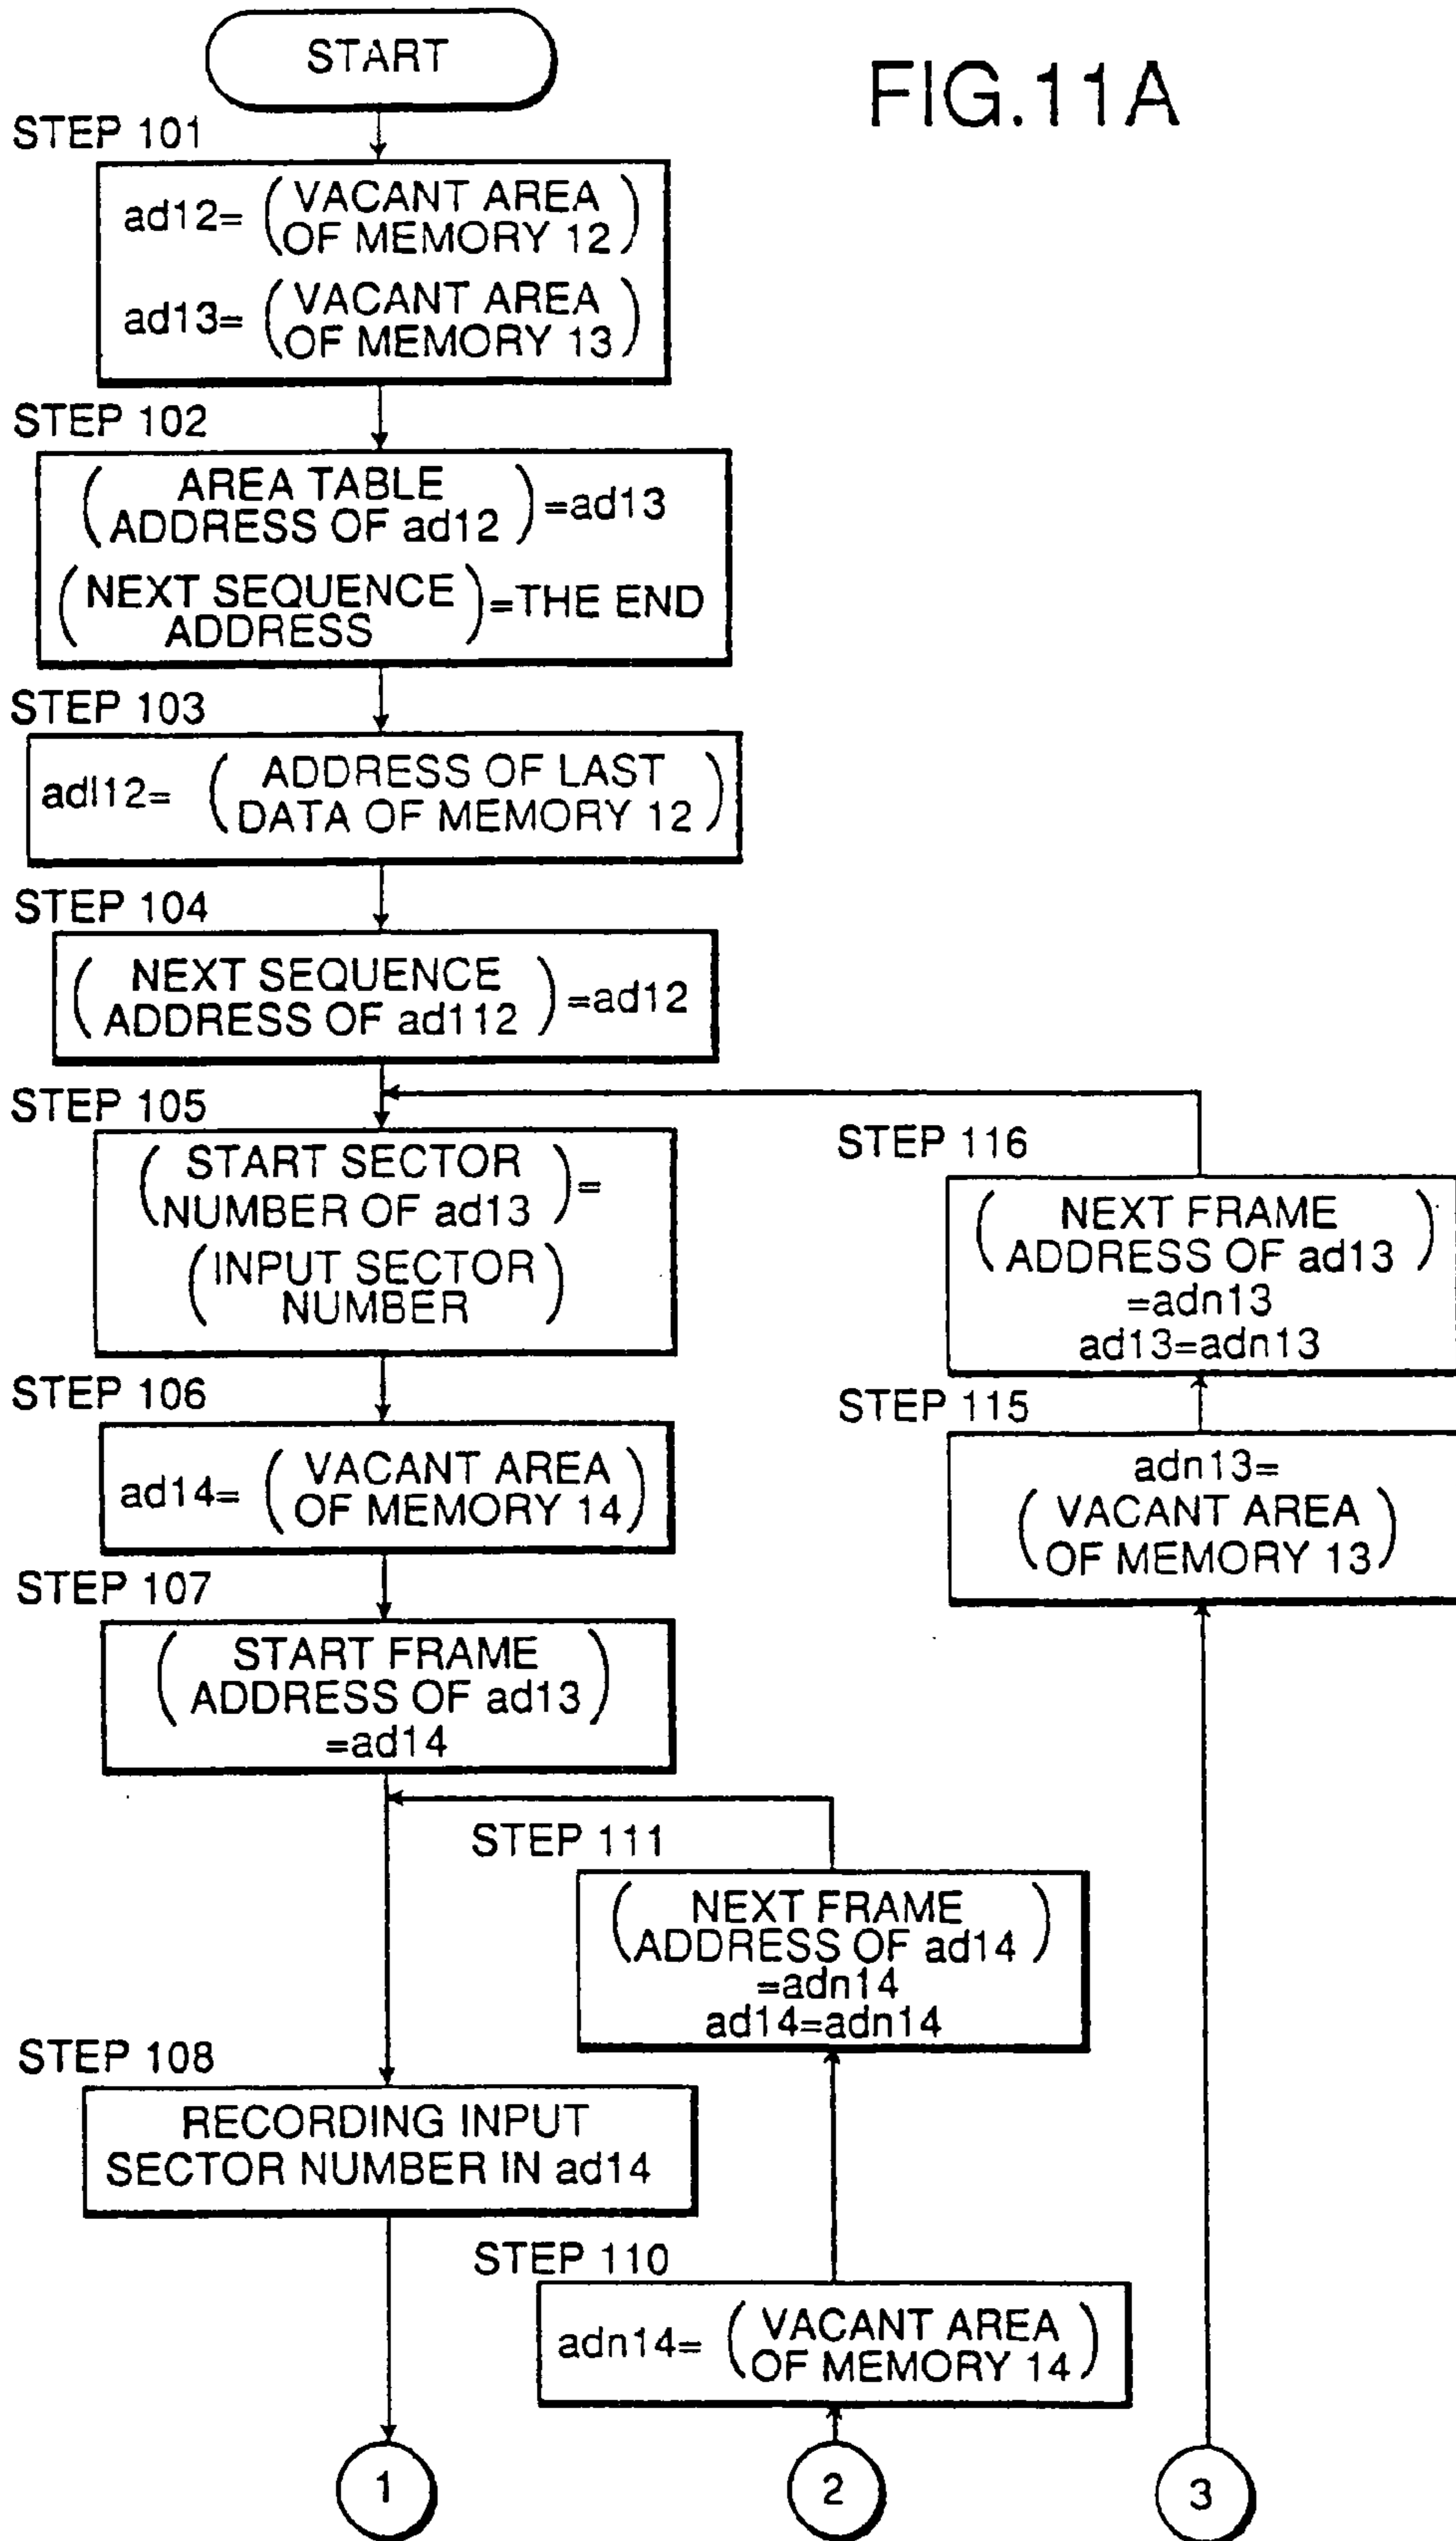 START
FIG.11A
STEP 101
ad12= (VACANT AREA
OF MEMORY 12)
ad13= (VACANT AREA
OF MEMORY 13)
STEP 102
(AREA TABLE
ADDRESS OF ad12)=ad13
(NEXT SEQUENCE
ADDRESS)=THE END
STEP 103
adl12= (ADDRESS OF LAST
DATA OF MEMORY 12)
STEP 104
(NEXT SEQUENCE
ADDRESS OF ad112)=ad12
STEP 105
(START SECTOR
NUMBER OF ad13)=
(INPUT SECTOR
NUMBER)
STEP 106
ad14= (VACANT AREA
OF MEMORY 14)
STEP 107
(START FRAME
ADDRESS OF ad13)
=ad14
STEP 116
(NEXT FRAME
ADDRESS OF ad13)
=adn13
ad13=adn13
STEP 115
adn13=
(VACANT AREA
OF MEMORY 13)
STEP 111
(NEXT FRAME
ADDRESS OF ad14)
=adn14
ad14=adn14
STEP 108
RECORDING INPUT
SECTOR NUMBER IN ad14
STEP 110
adn14= (VACANT AREA
OF MEMORY 14)
1
2
3